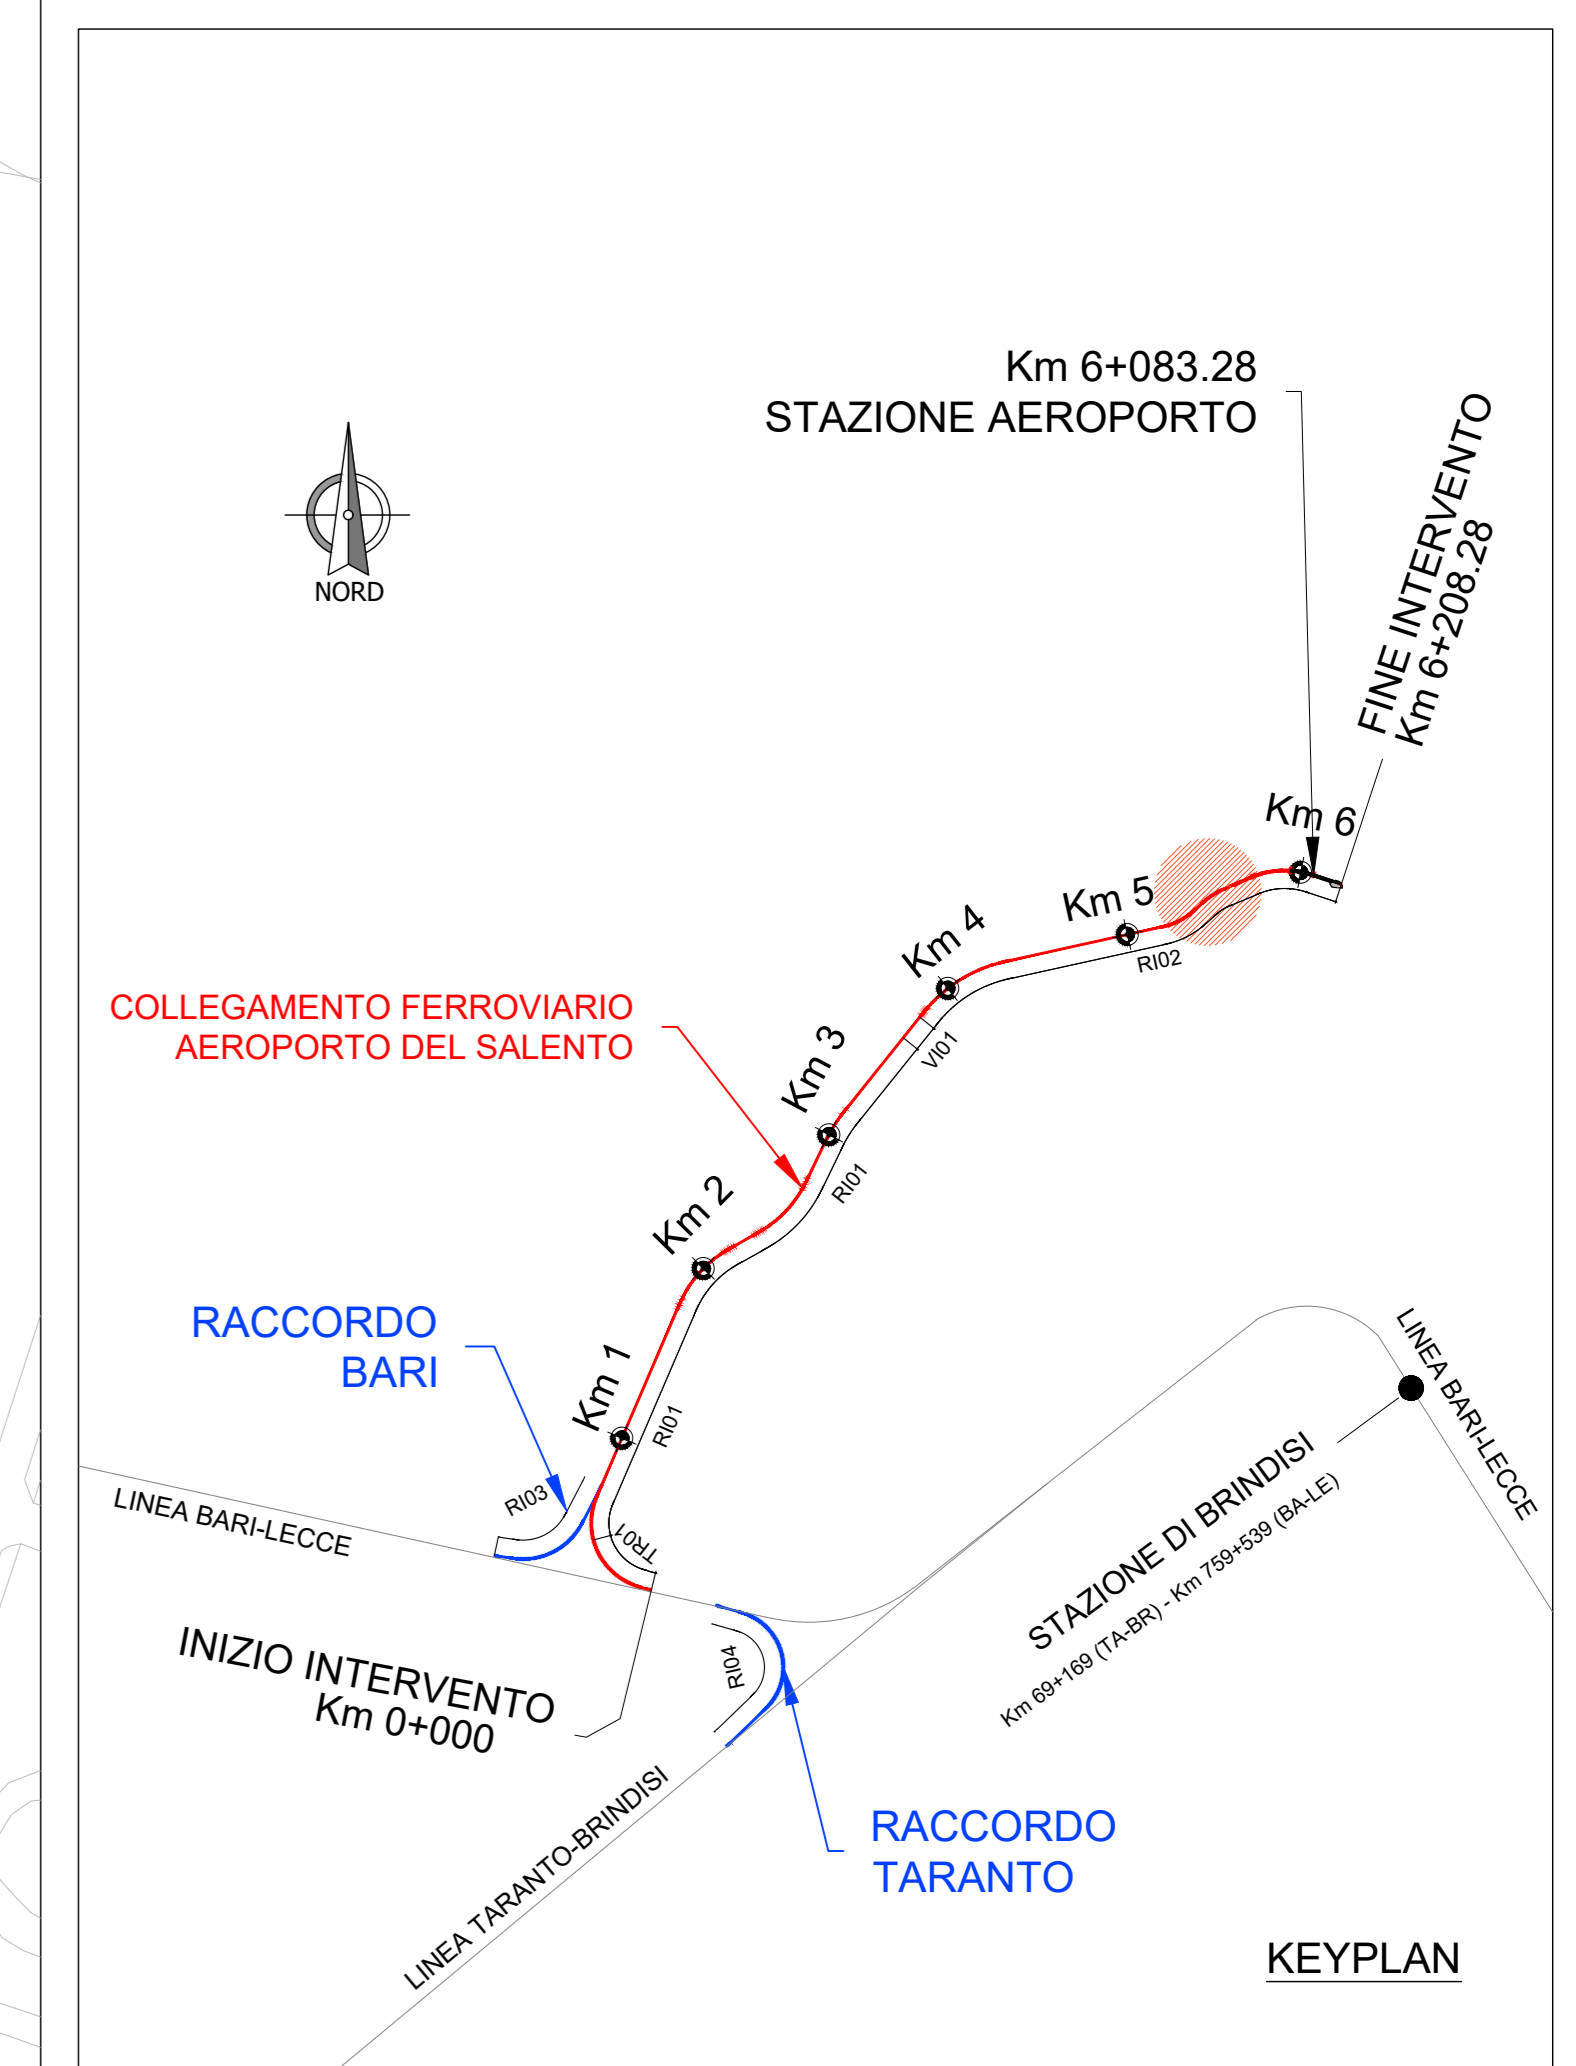 Km 6+083.28
STAZIONE AEROPORTO
FINE INTERVENTO
Km 6+208.28
NORD
Km 6
Km 5
RI02
Km 4
VI01
COLLEGAMENTO FERROVIARIO
AEROPORTO DEL SALENTO
Km 3
RI01
Km 2
RACCORDO
BARI
Km 1
RI01
LINEA BARI-LECCE
RI03
TR01
LINEA BARI-LECCE
STAZIONE DI BRINDISI
Km 69+169 (TA-BR) - Km 759+539 (BA-LE)
INIZIO INTERVENTO
Km 0+000
RI04
LINEA TARANTO-BRINDISI
RACCORDO
TARANTO
KEYPLAN